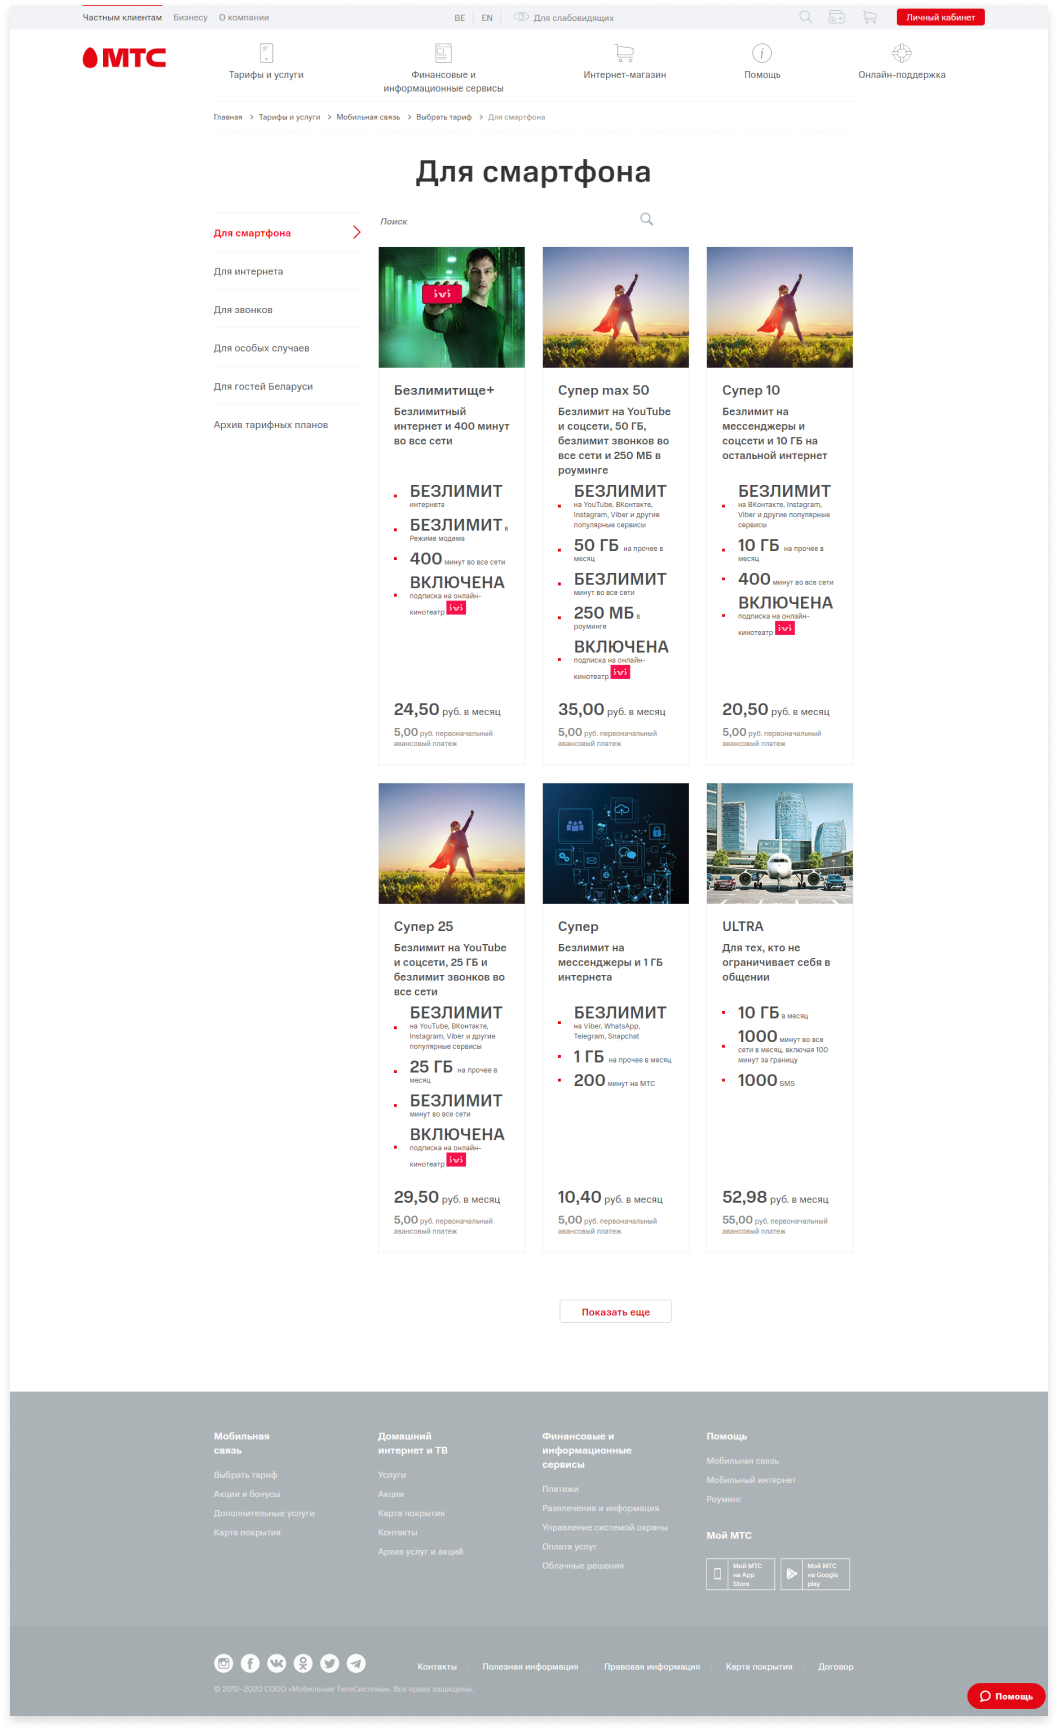 Частным клиентам Бизнесу О компании BE EN Для слабовидящих Личный кабинет
МТС
Тарифы и услуги
Финансовые и
информационные сервисы
Интернет-магазин
Помощь
Онлайн-поддержка
Главная > Тарифы и услуги > Мобильная связь > Выбрать тариф > Для смартфона
Для смартфона
Поиск
Для смартфона
Для интернета
Для звонков
Для особых случаев
Для гостей Беларуси
Архив тарифных планов
ivi
Безлимитище+
Безлимитный
интернет и 400 минут
во все сети
БЕЗЛИМИТ
интернета
БЕЗЛИМИТ в
Режиме модема
400 минут во все сети
ВКЛЮЧЕНА
подписка на онлайн-
кинотеатр ivi
24,50 руб. в месяц
5,00 руб. первоначальный
авансовый платеж
Супер max 50
Безлимит на YouTube
и соцсети, 50 ГБ,
безлимит звонков во
все сети и 250 МБ в
роуминге
БЕЗЛИМИТ
на YouTube, ВКонтакте,
Instagram, Viber и другие
популярные сервисы
50 ГБ на прочее в
месяц
БЕЗЛИМИТ
минут во все сети
250 МБ в
роуминге
ВКЛЮЧЕНА
подписка на онлайн-
кинотеатр ivi
35,00 руб. в месяц
5,00 руб. первоначальный
авансовый платеж
Супер 10
Безлимит на
мессенджеры и
соцсети и 10 ГБ на
остальной интернет
БЕЗЛИМИТ
на ВКонтакте, Instagram,
Viber и другие популярные
сервисы
10 ГБ на прочее в
месяц
400 минут во все сети
ВКЛЮЧЕНА
подписка на онлайн-
кинотеатр ivi
20,50 руб. в месяц
5,00 руб. первоначальный
авансовый платеж
Супер 25
Безлимит на YouTube
и соцсети, 25 ГБ и
безлимит звонков во
все сети
БЕЗЛИМИТ
на YouTube, ВКонтакте,
Instagram, Viber и другие
популярные сервисы
25 ГБ на прочее в
месяц
БЕЗЛИМИТ
минут во все сети
ВКЛЮЧЕНА
подписка на онлайн-
кинотеатр ivi
29,50 руб. в месяц
5,00 руб. первоначальный
авансовый платеж
Супер
Безлимит на
мессенджеры и 1 ГБ
интернета
БЕЗЛИМИТ
на Viber, WhatsApp,
Telegram, Snapchat
1 ГБ на прочее в месяц
200 минут на МТС
10,40 руб. в месяц
5,00 руб. первоначальный
авансовый платеж
ULTRA
Для тех, кто не
ограничивает себя в
общении
10 ГБ в месяц
1000 минут во все
сети в месяц, включая 100
минут за границу
1000 SMS
52,98 руб. в месяц
55,00 руб. первоначальный
авансовый платеж
Показать еще
Мобильная
связь
Выбрать тариф
Акции и бонусы
Дополнительные услуги
Карта покрытия
Домашний
интернет и ТВ
Услуги
Акции
Карта покрытия
Контакты
Архив услуг и акций
Финансовые и
информационные
сервисы
Платежи
Развлечения и информация
Управление системой охраны
Оплата услуг
Облачные решения
Помощь
Мобильная связь
Мобильный интернет
Роуминг
Мой МТС
Мой МТС
на App
Store
Мой МТС
на Google
play
Контакты Полезная информация Правовая информация Карта покрытия Договор
© 2012–2020 СООО «Мобильные ТелеСистемы». Все права защищены.
Помощь